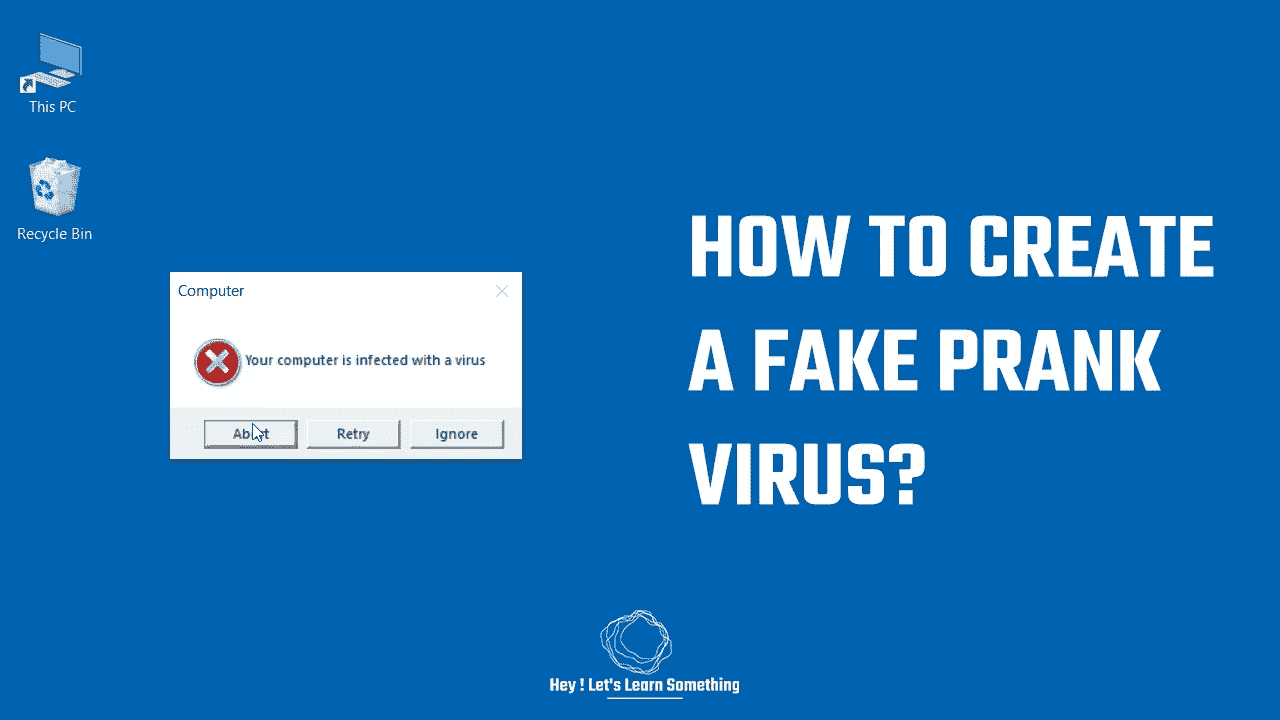 This PC
Recycle Bin
Computer
Your computer is infected with a virus
Abort
Retry
Ignore
HOW TO CREATE
A FAKE PRANK
VIRUS?
Hey ! Let's Learn Something